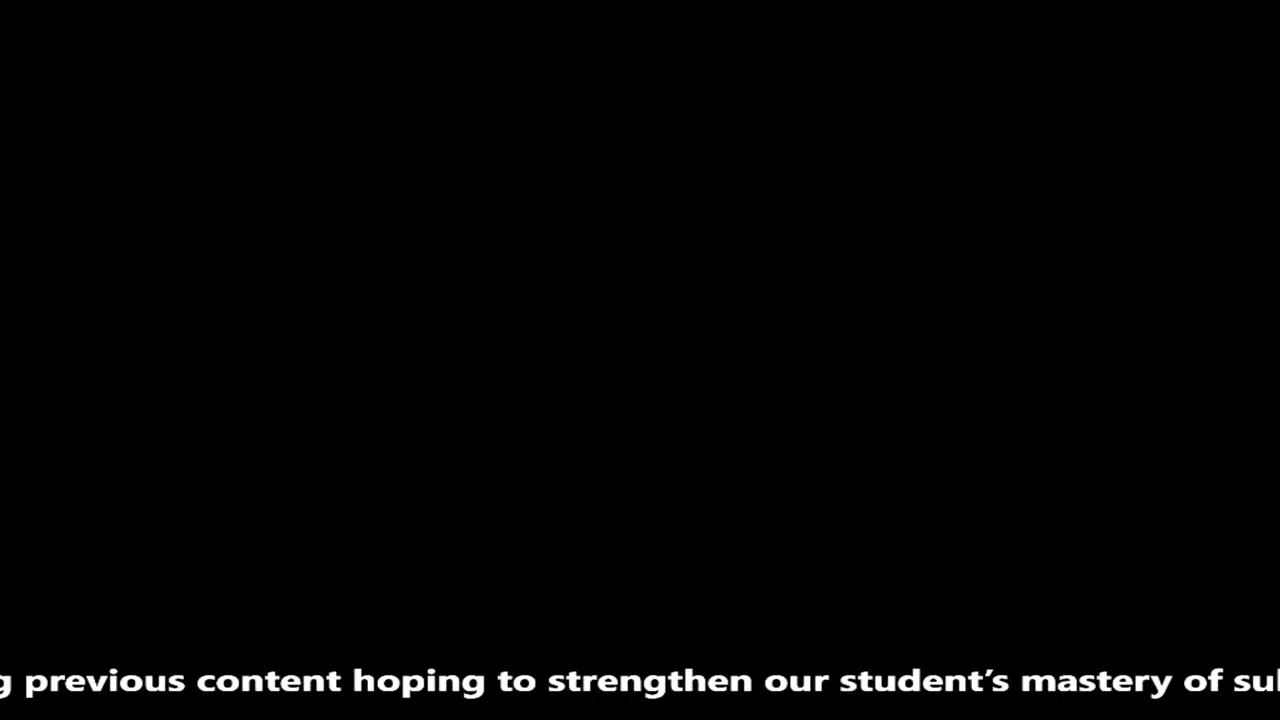 previous content hoping to strengthen our student’s mastery of